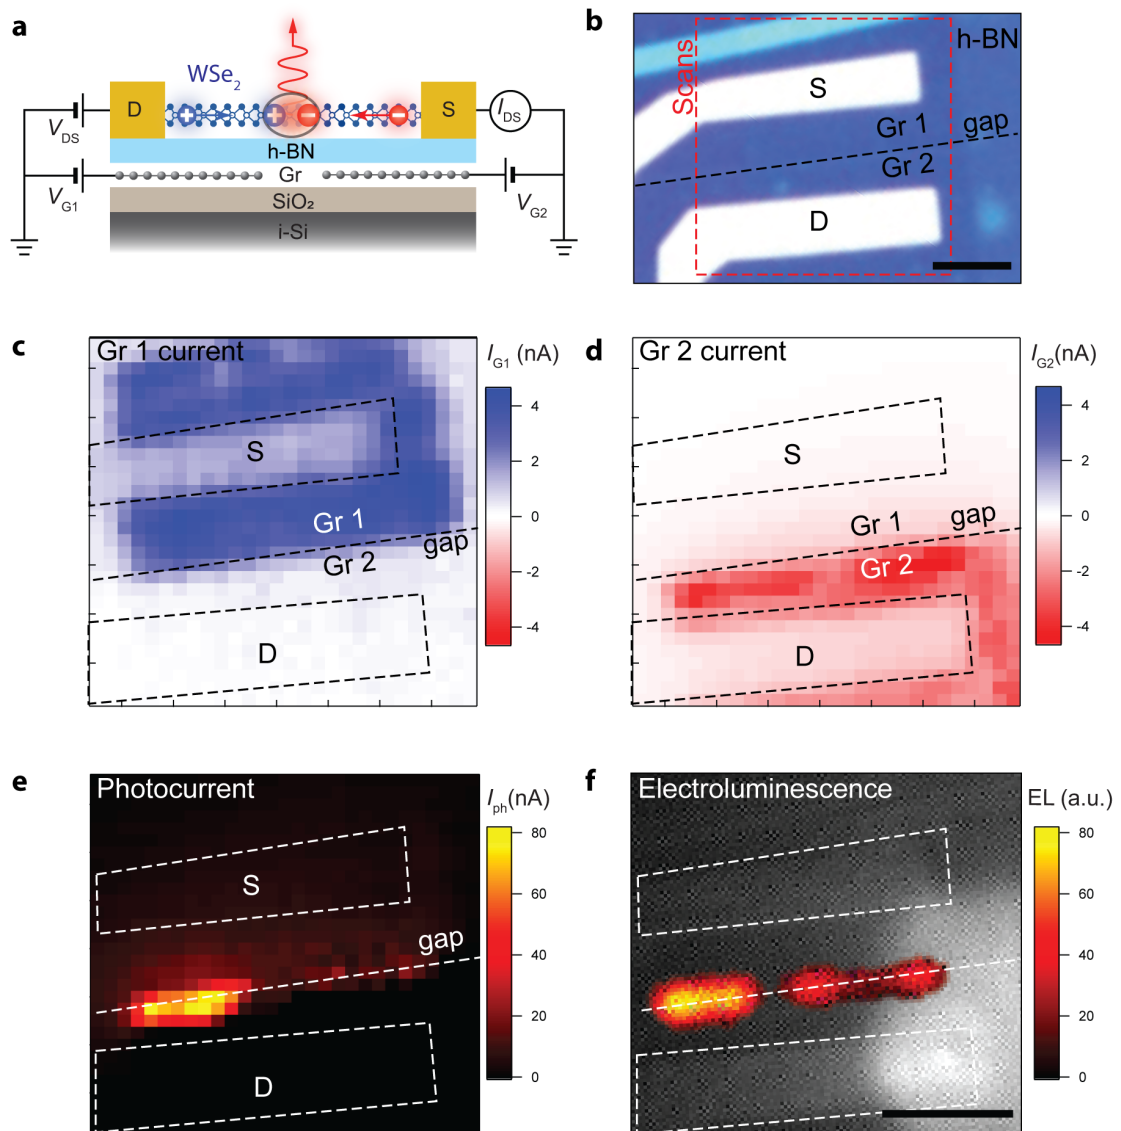 a
WSe2
D
S
IDS
VDS
h-BN
Gr
VG1
VG2
SiO₂
i-Si
b
Scans
h-BN
S
Gr 1
gap
Gr 2
D
c
Gr 1 current
IG1 (nA)
4
2
0
-2
-4
S
Gr 1
gap
Gr 2
D
d
Gr 2 current
IG2(nA)
4
2
0
-2
-4
S
Gr 1
gap
Gr 2
D
e
Photocurrent
Iph(nA)
80
60
40
20
0
S
gap
D
f
Electroluminescence
EL (a.u.)
80
60
40
20
0